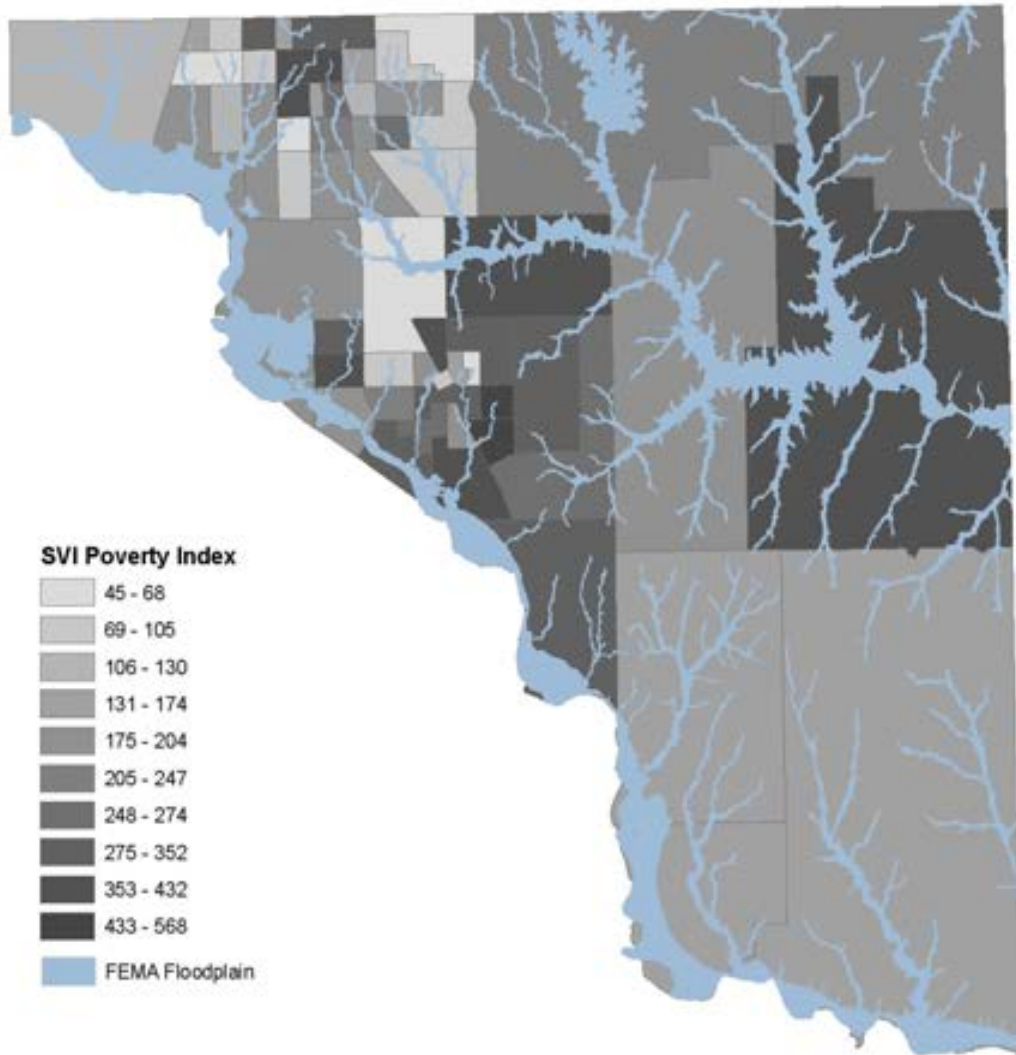 SVI Poverty Index
45 - 68
69 - 105
106 - 130
131 - 174
175 - 204
205 - 247
248 - 274
275 - 352
353 - 432
433 - 568
FEMA Floodplain